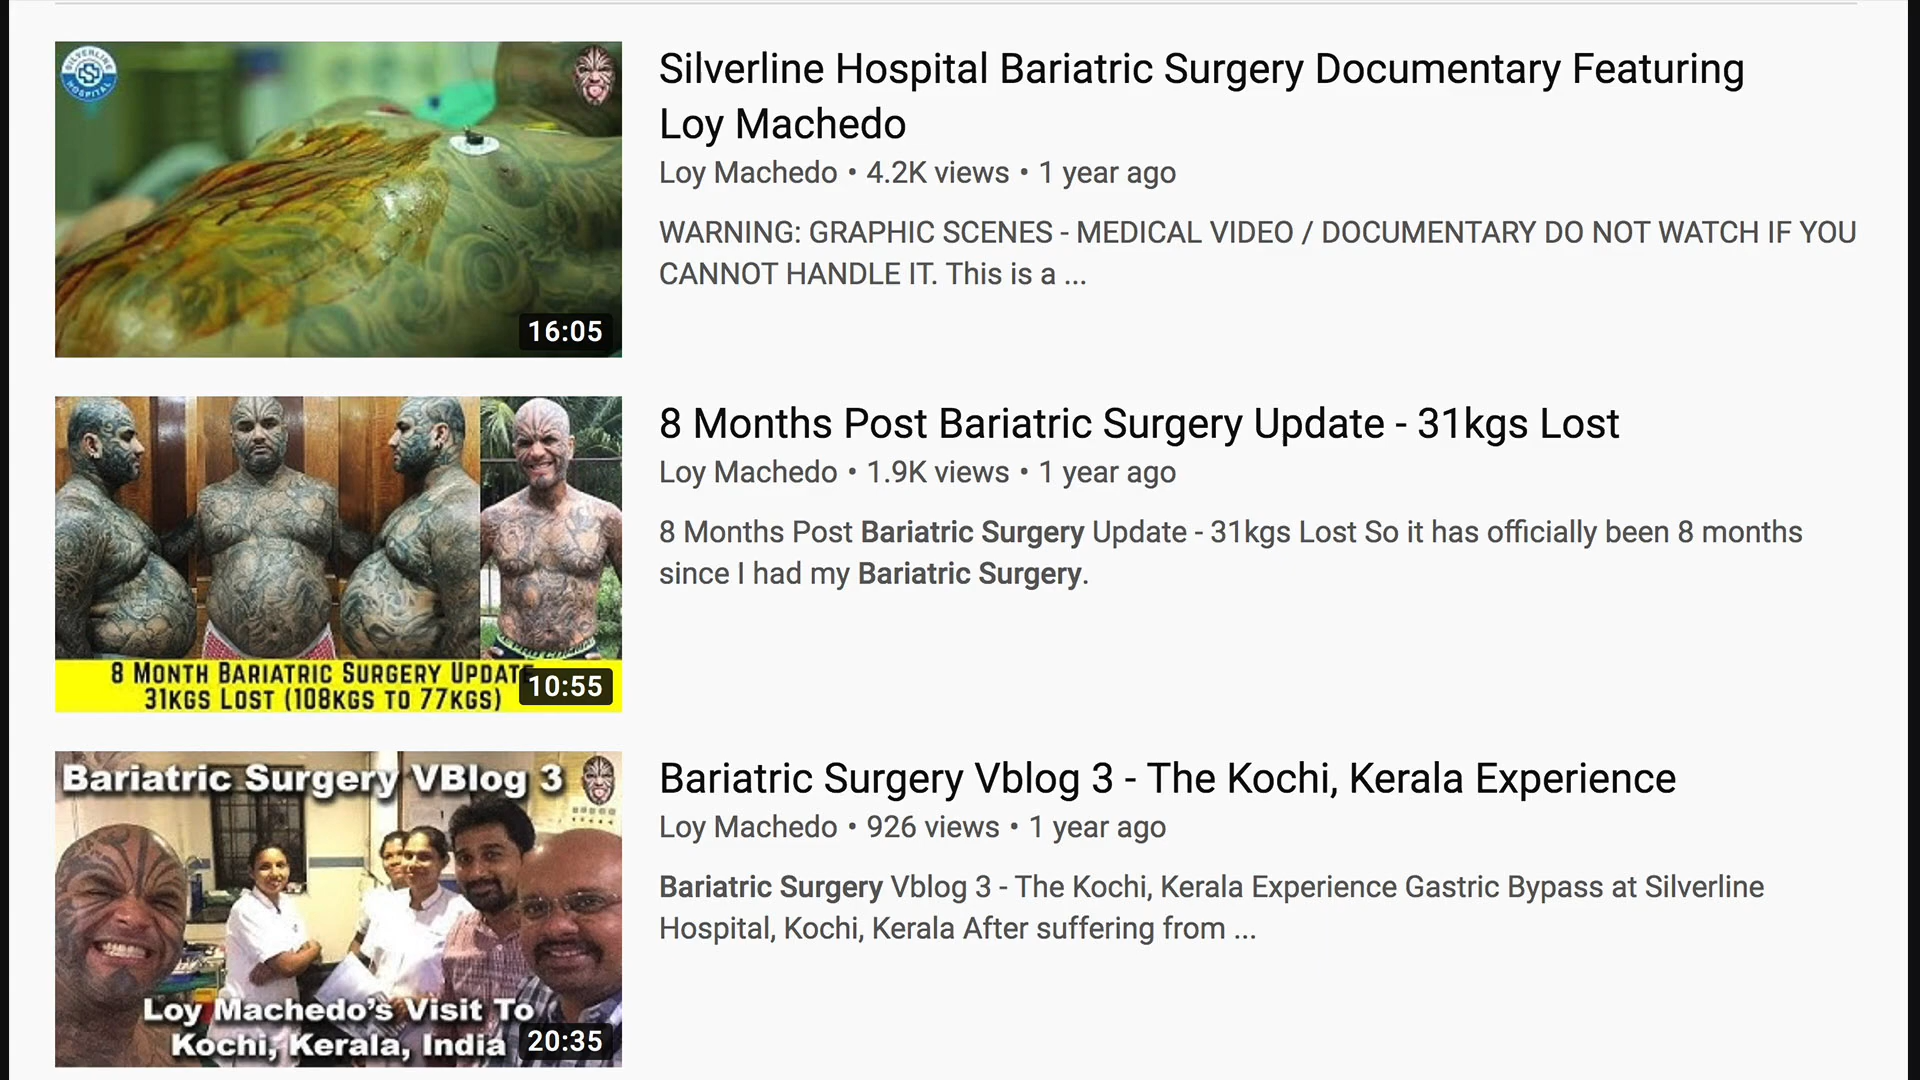 SILVERLINE
HOSPITAL
16:05
Silverline Hospital Bariatric Surgery Documentary Featuring
Loy Machedo
Loy Machedo • 4.2K views • 1 year ago
WARNING: GRAPHIC SCENES - MEDICAL VIDEO / DOCUMENTARY DO NOT WATCH IF YOU
CANNOT HANDLE IT. This is a ...
8 MONTH BARIATRIC SURGERY UPDATE
31KGS LOST (108KGS TO 77KGS)
10:55
8 Months Post Bariatric Surgery Update - 31kgs Lost
Loy Machedo • 1.9K views • 1 year ago
8 Months Post Bariatric Surgery Update - 31kgs Lost So it has officially been 8 months
since I had my Bariatric Surgery.
Bariatric Surgery VBlog 3
Loy Machedo's Visit To
Kochi, Kerala, India
20:35
Bariatric Surgery Vblog 3 - The Kochi, Kerala Experience
Loy Machedo • 926 views • 1 year ago
Bariatric Surgery Vblog 3 - The Kochi, Kerala Experience Gastric Bypass at Silverline
Hospital, Kochi, Kerala After suffering from ...